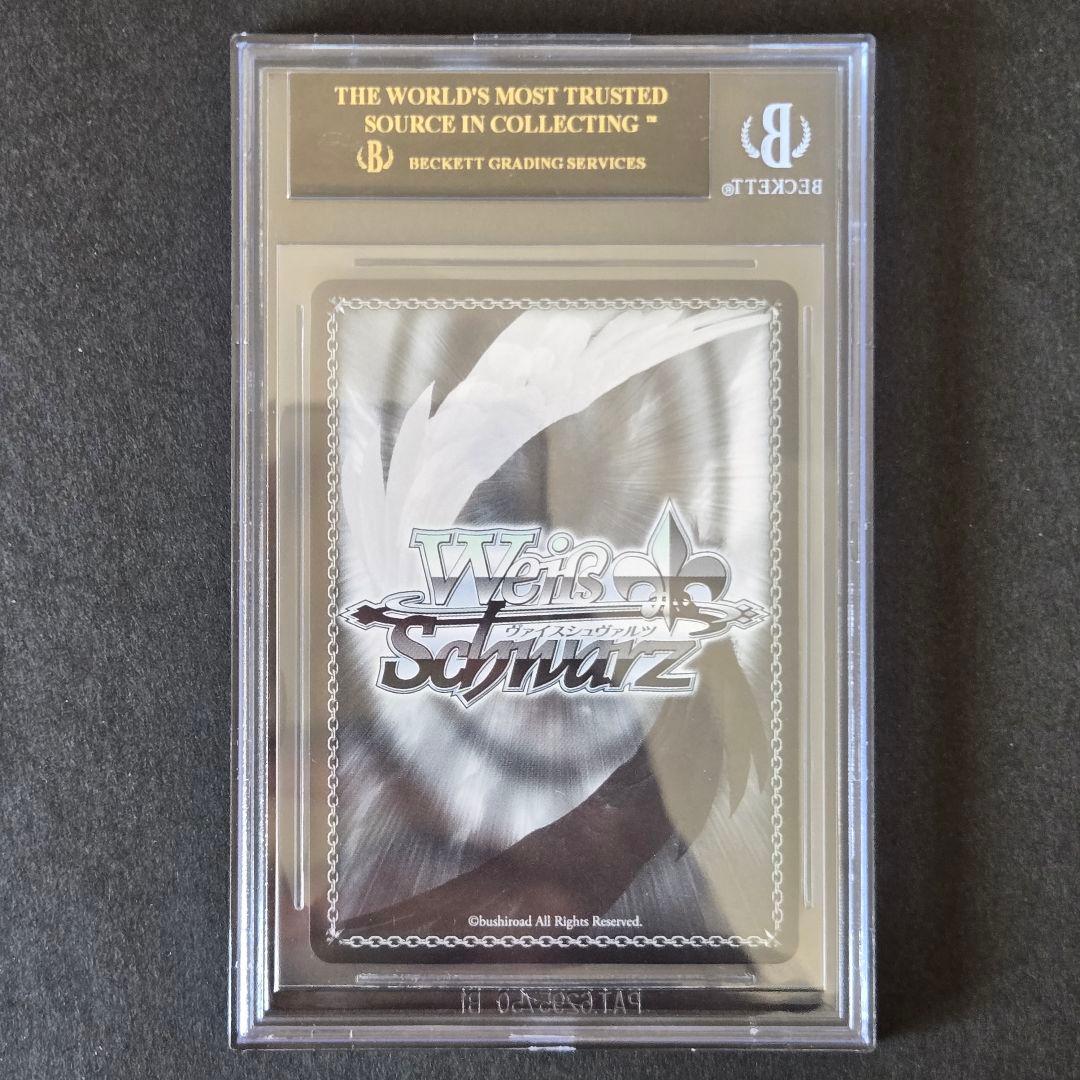 THE WORLD'S MOST TRUSTED
SOURCE IN COLLECTING ™
B BECKETT GRADING SERVICES
B
BECKETT®
Weiß
ヴァイスシュヴァルツ
Schwarz
©bushiroad All Rights Reserved.